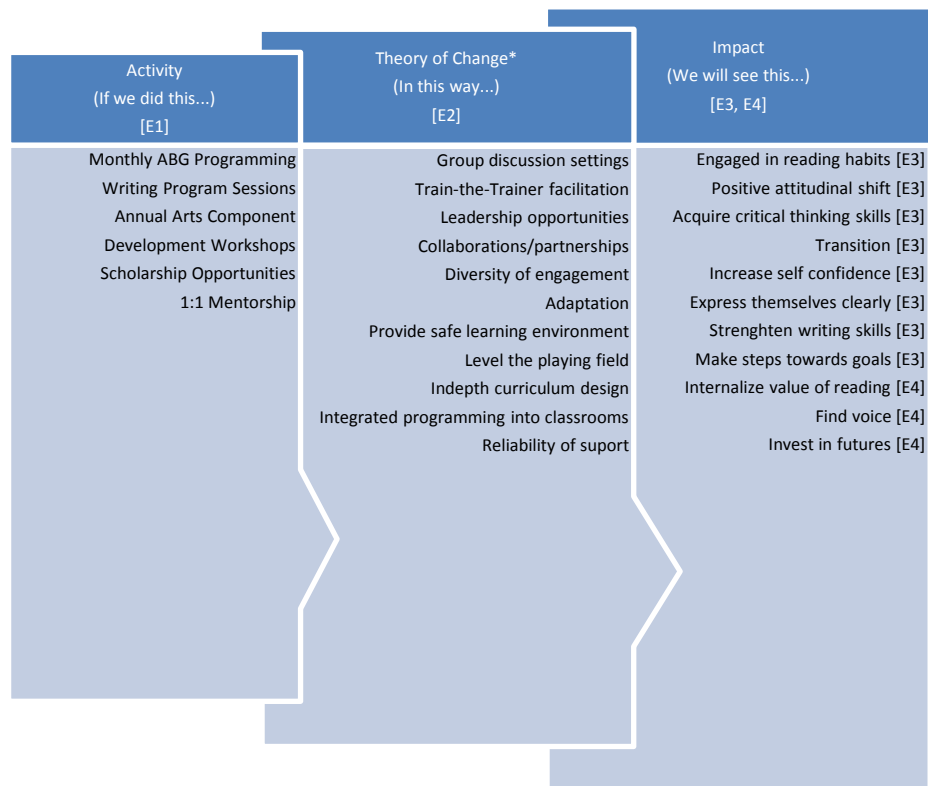 Activity
(If we did this...)
[E1]
Monthly ABG Programming
Writing Program Sessions
Annual Arts Component
Development Workshops
Scholarship Opportunities
1:1 Mentorship
Theory of Change*
(In this way...)
[E2]
Group discussion settings
Train-the-Trainer facilitation
Leadership opportunities
Collaborations/partnerships
Diversity of engagement
Adaptation
Provide safe learning environment
Level the playing field
Indepth curriculum design
Integrated programming into classrooms
Reliability of suport
Impact
(We will see this...)
[E3, E4]
Engaged in reading habits [E3]
Positive attitudinal shift [E3]
Acquire critical thinking skills [E3]
Transition [E3]
Increase self confidence [E3]
Express themselves clearly [E3]
Strenghten writing skills [E3]
Make steps towards goals [E3]
Internalize value of reading [E4]
Find voice [E4]
Invest in futures [E4]